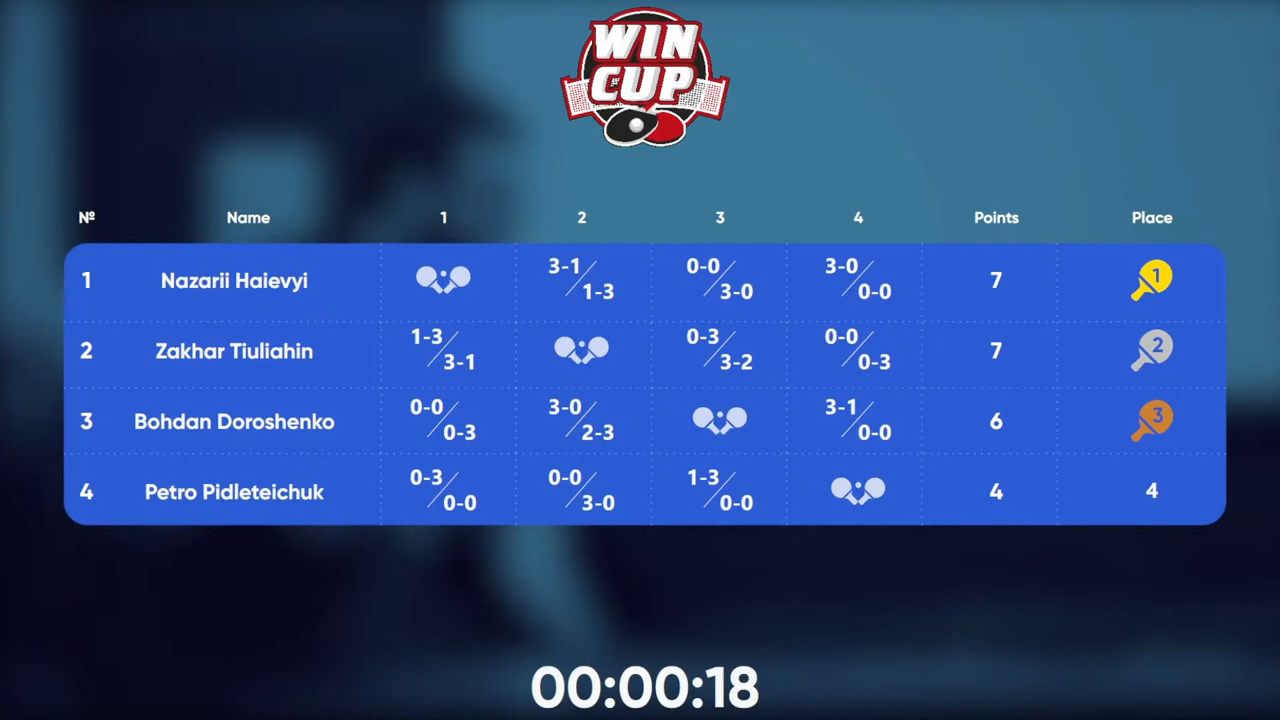 WIN
CUP
№ Name 1 2 3 4 Points Place
1 Nazarii Haievyi 3-1/1-3 0-0/3-0 3-0/0-0 7 1
2 Zakhar Tiuliahin 1-3/3-1 0-3/3-2 0-0/0-3 7 2
3 Bohdan Doroshenko 0-0/0-3 3-0/2-3 3-1/0-0 6 3
4 Petro Pidleteichuk 0-3/0-0 0-0/3-0 1-3/0-0 4 4
00:00:18